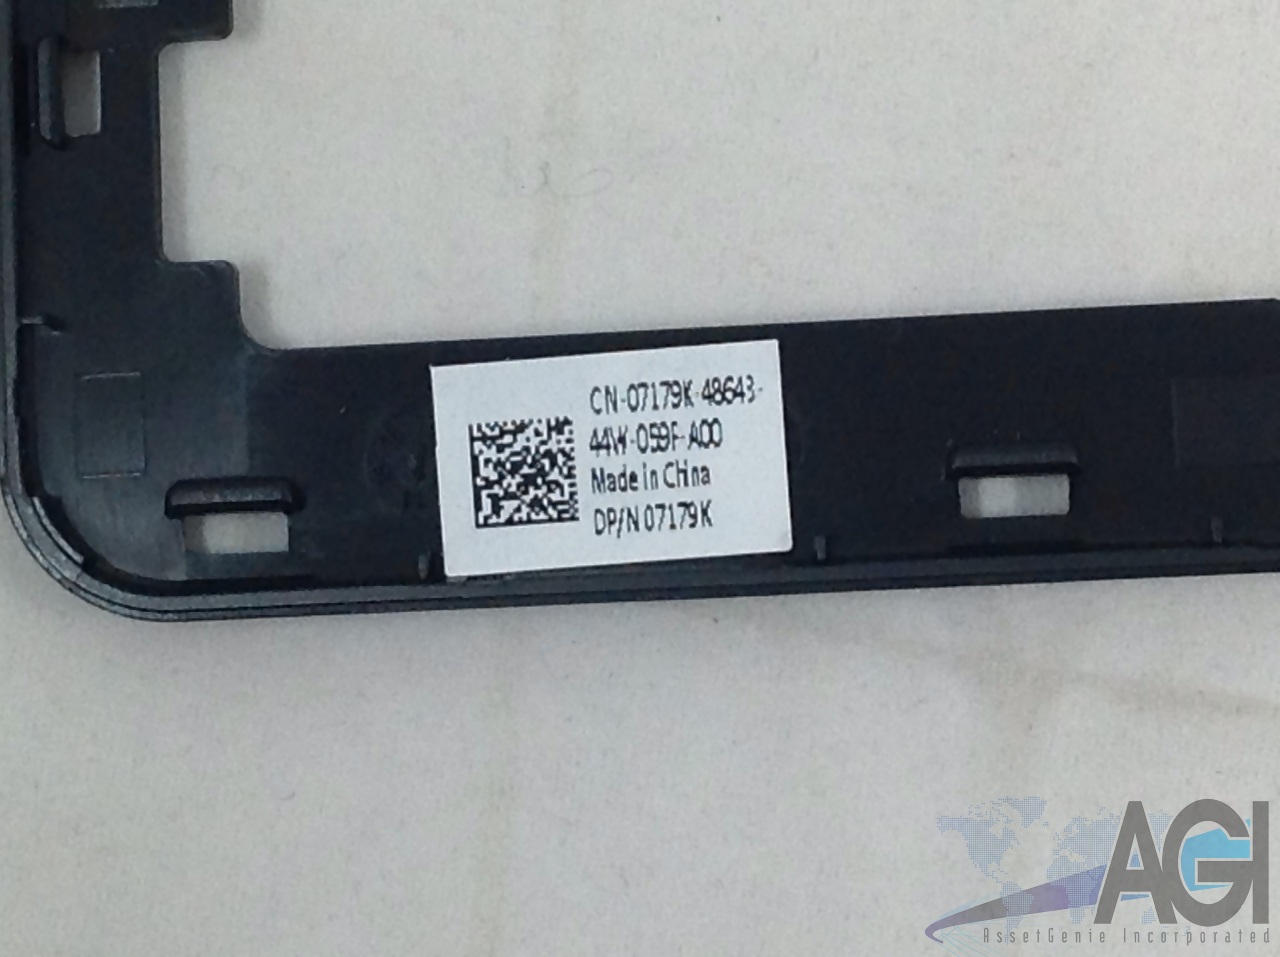 CN-07179K-48643-
44W-059F-A00
Made in China
DP/N 07179K
AGI
AssetGenie Incorporated